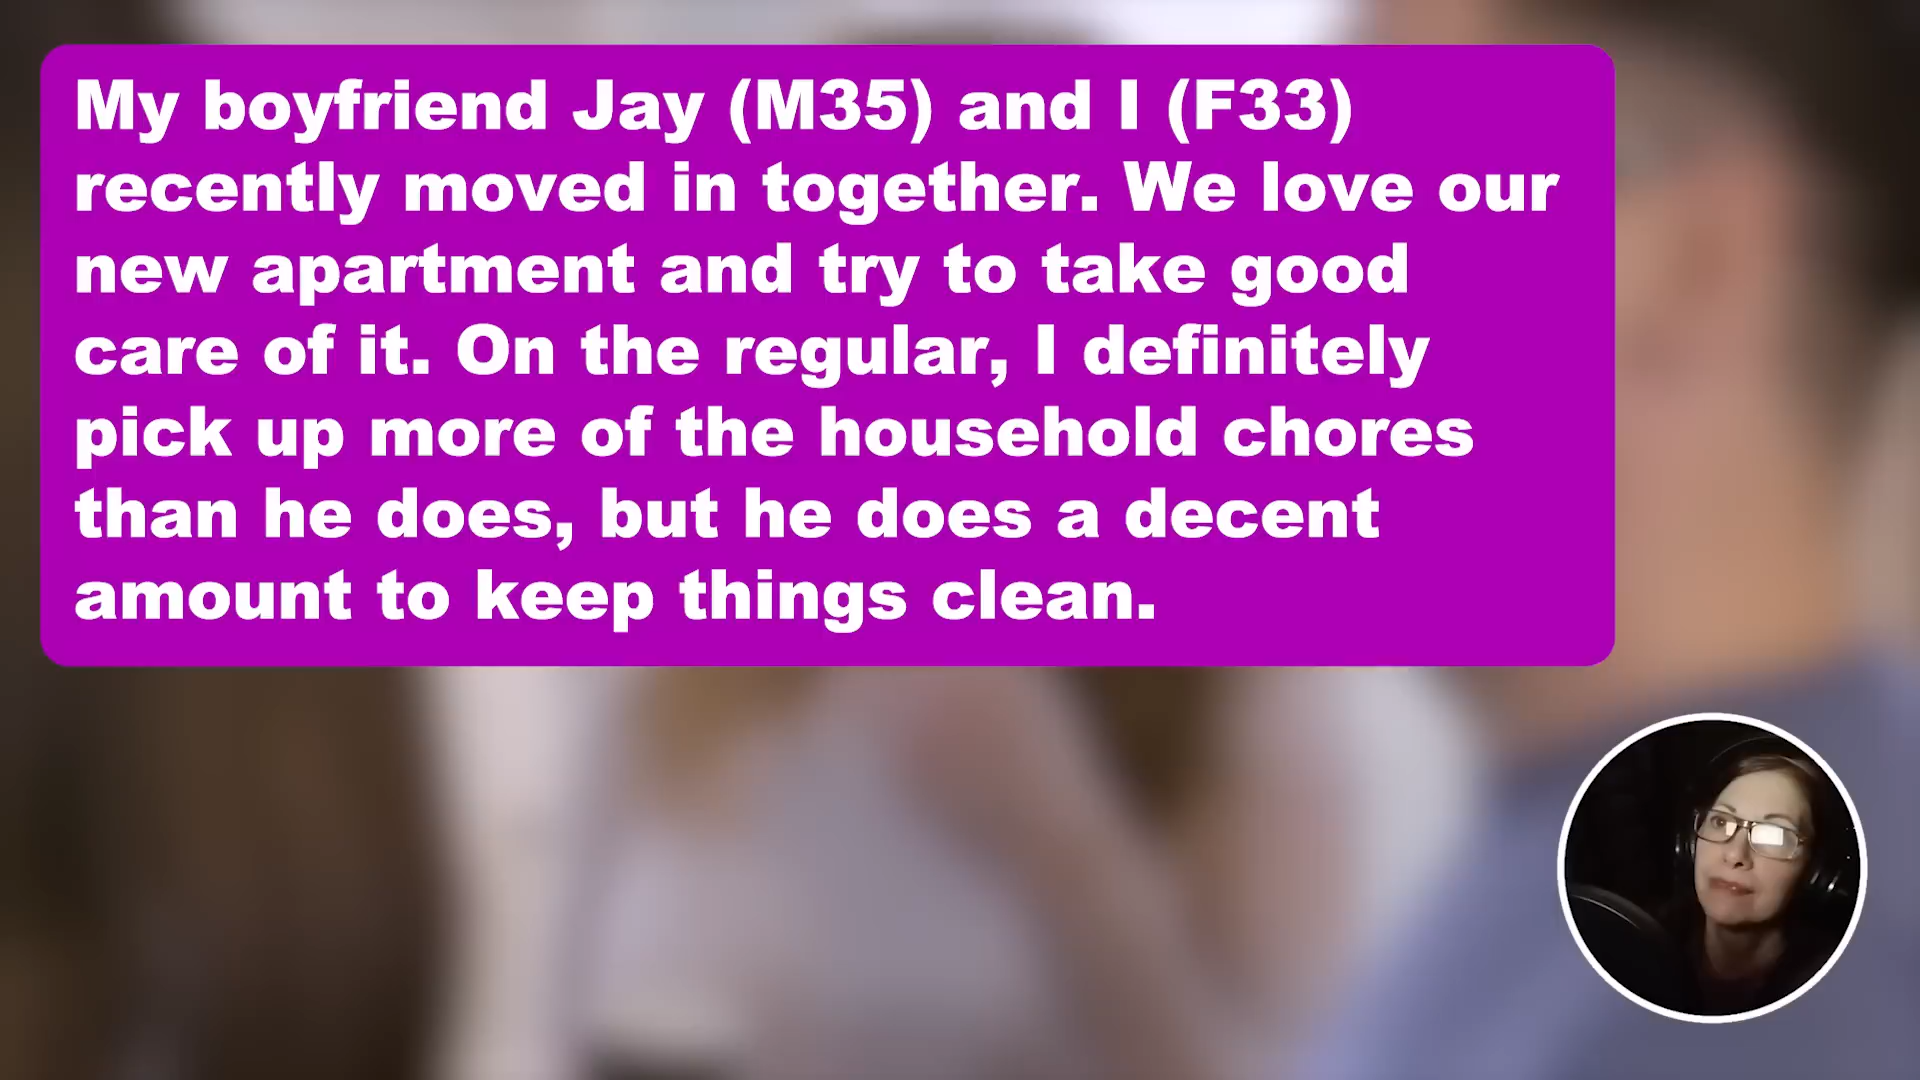 My boyfriend Jay (M35) and I (F33)
recently moved in together. We love our
new apartment and try to take good
care of it. On the regular, I definitely
pick up more of the household chores
than he does, but he does a decent
amount to keep things clean.